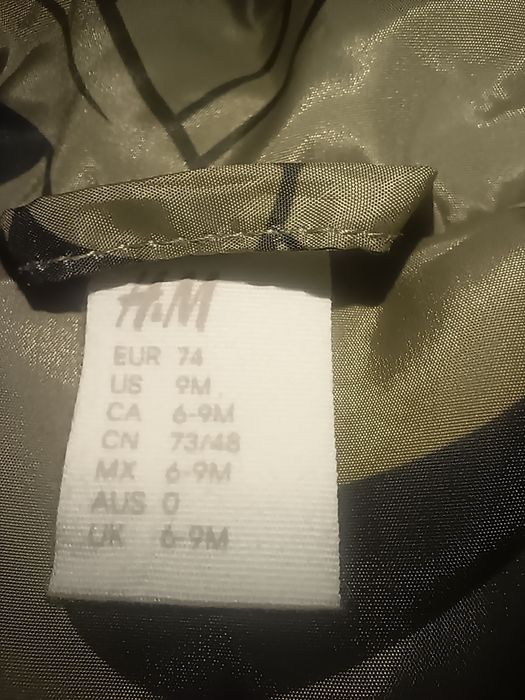 H&M
EUR 74
US 9M
CA 6-9M
CN 73/48
MX 6-9M
AUS 0
UK 6-9M